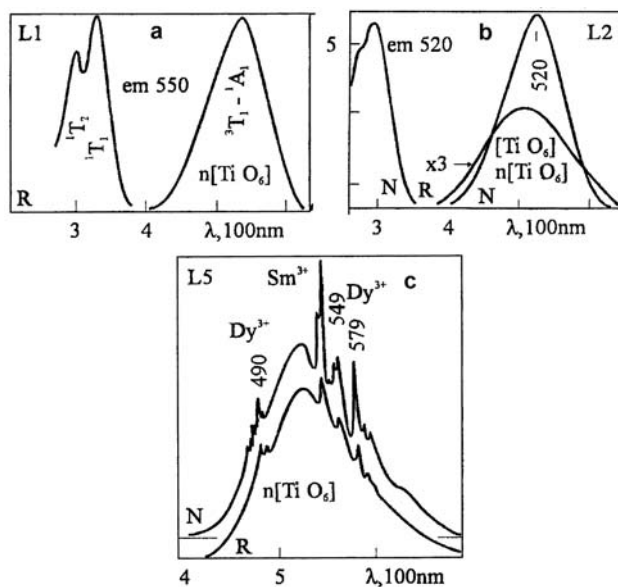 L1 a
em 550
¹T₂
¹T₁
³T₁ - ¹A₁
n[Ti O₆]
R
3 4 λ,100nm
5 em 520 b L2
520
[Ti O₆]
x3 n[Ti O₆]
N R N
3 4 λ,100nm
L5 Sm³⁺ c
Dy³⁺ 549 Dy³⁺
490 579
n[Ti O₆]
N
R
4 5 λ,100nm